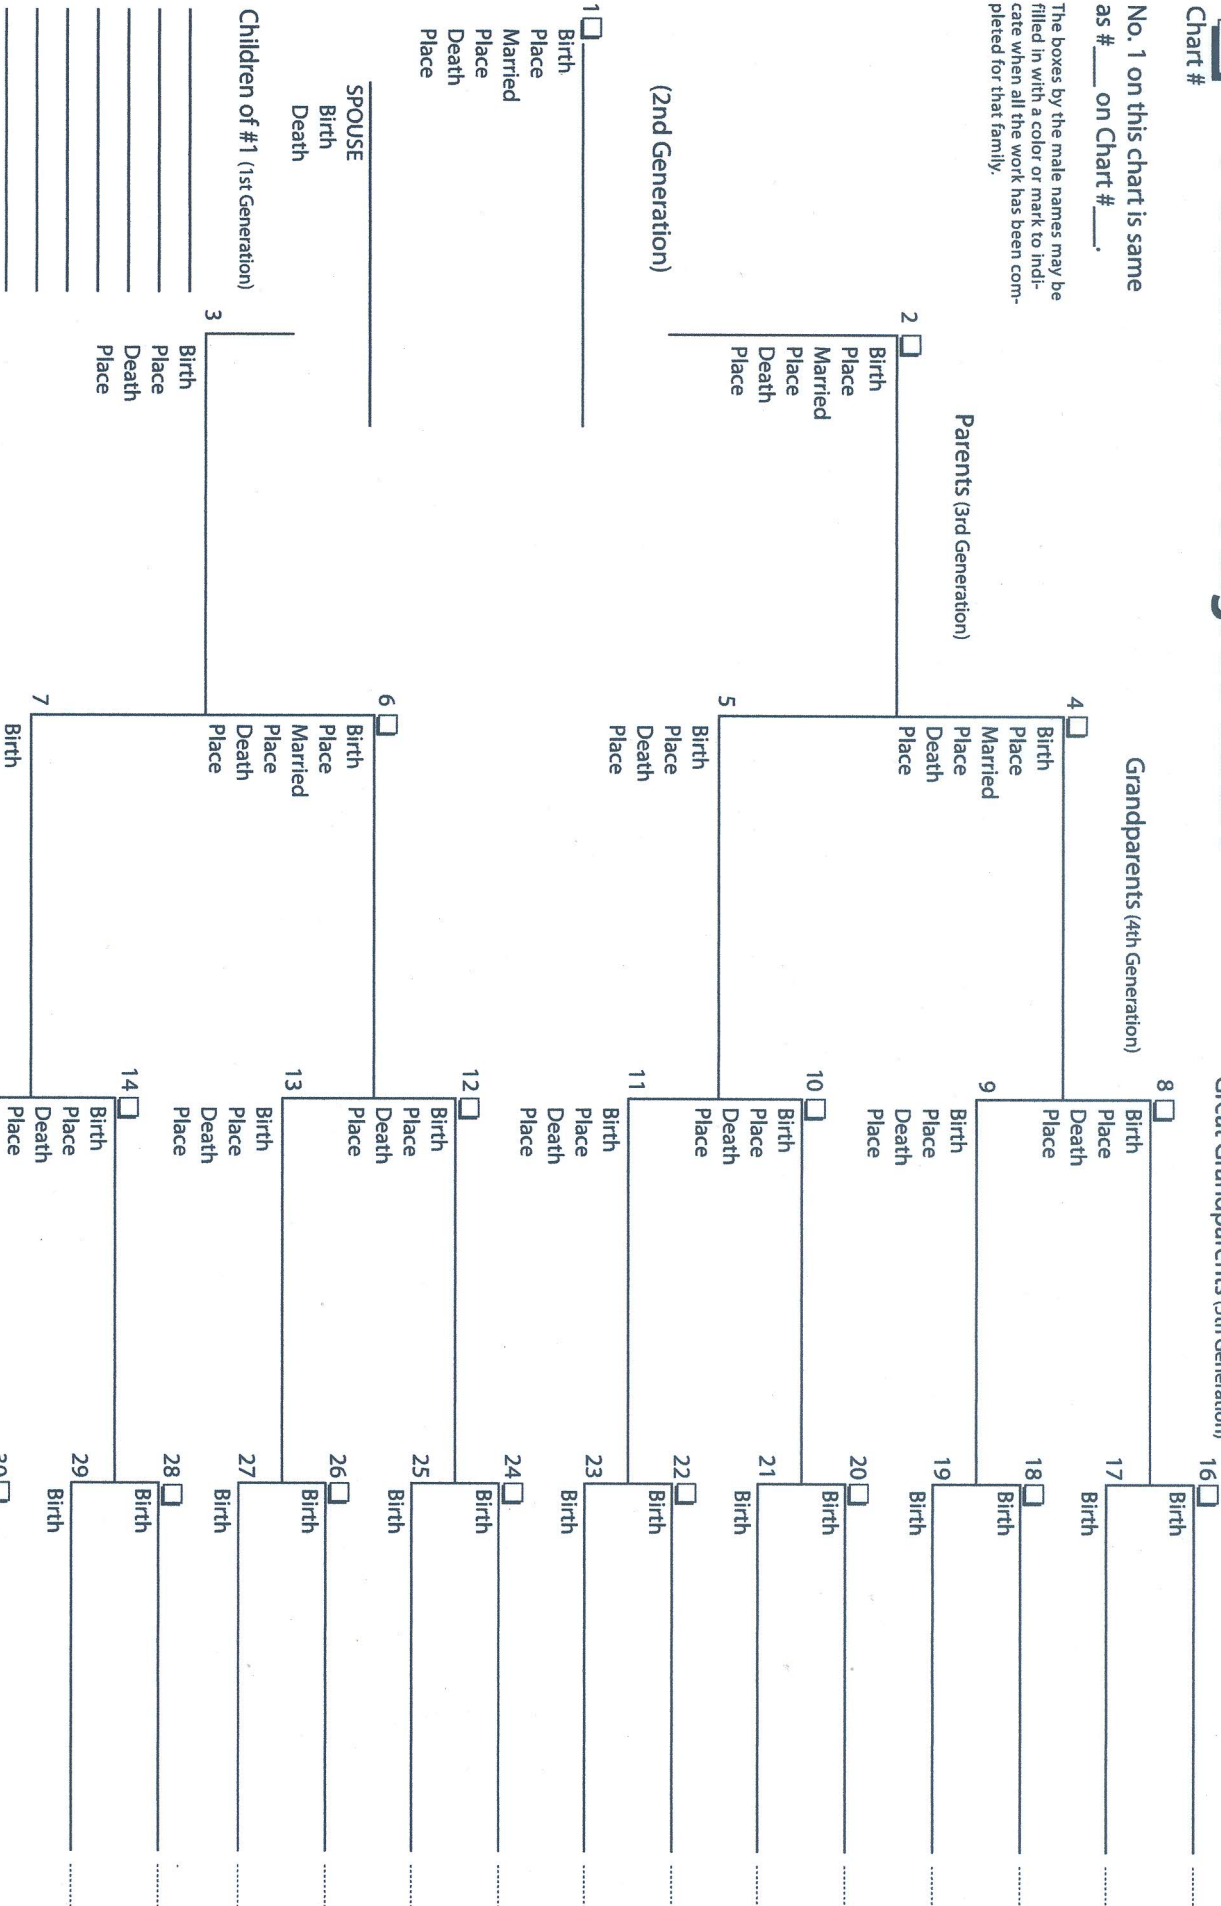 Chart #
No. 1 on this chart is same
as #___ on Chart #___.
The boxes by the male names may be
filled in with a color or mark to indi-
cate when all the work has been com-
pleted for that family.
(2nd Generation)
1
Birth
Place
Married
Place
Death
Place
SPOUSE
Birth
Death
Children of #1 (1st Generation)
Parents (3rd Generation)
2
Birth
Place
Married
Place
Death
Place
3
Birth
Place
Death
Place
Grandparents (4th Generation)
4
Birth
Place
Married
Place
Death
Place
5
Birth
Place
Death
Place
6
Birth
Place
Married
Place
Death
Place
7
Birth
Great Grandparents (5th Generation)
8
Birth
Place
Death
Place
9
Birth
Place
Death
Place
10
Birth
Place
Death
Place
11
Birth
Place
Death
Place
12
Birth
Place
Death
Place
13
Birth
Place
Death
Place
14
Birth
Place
Death
Place
16
Birth
17
Birth
18
Birth
19
Birth
20
Birth
21
Birth
22
Birth
23
Birth
24
Birth
25
Birth
26
Birth
27
Birth
28
Birth
29
Birth
30